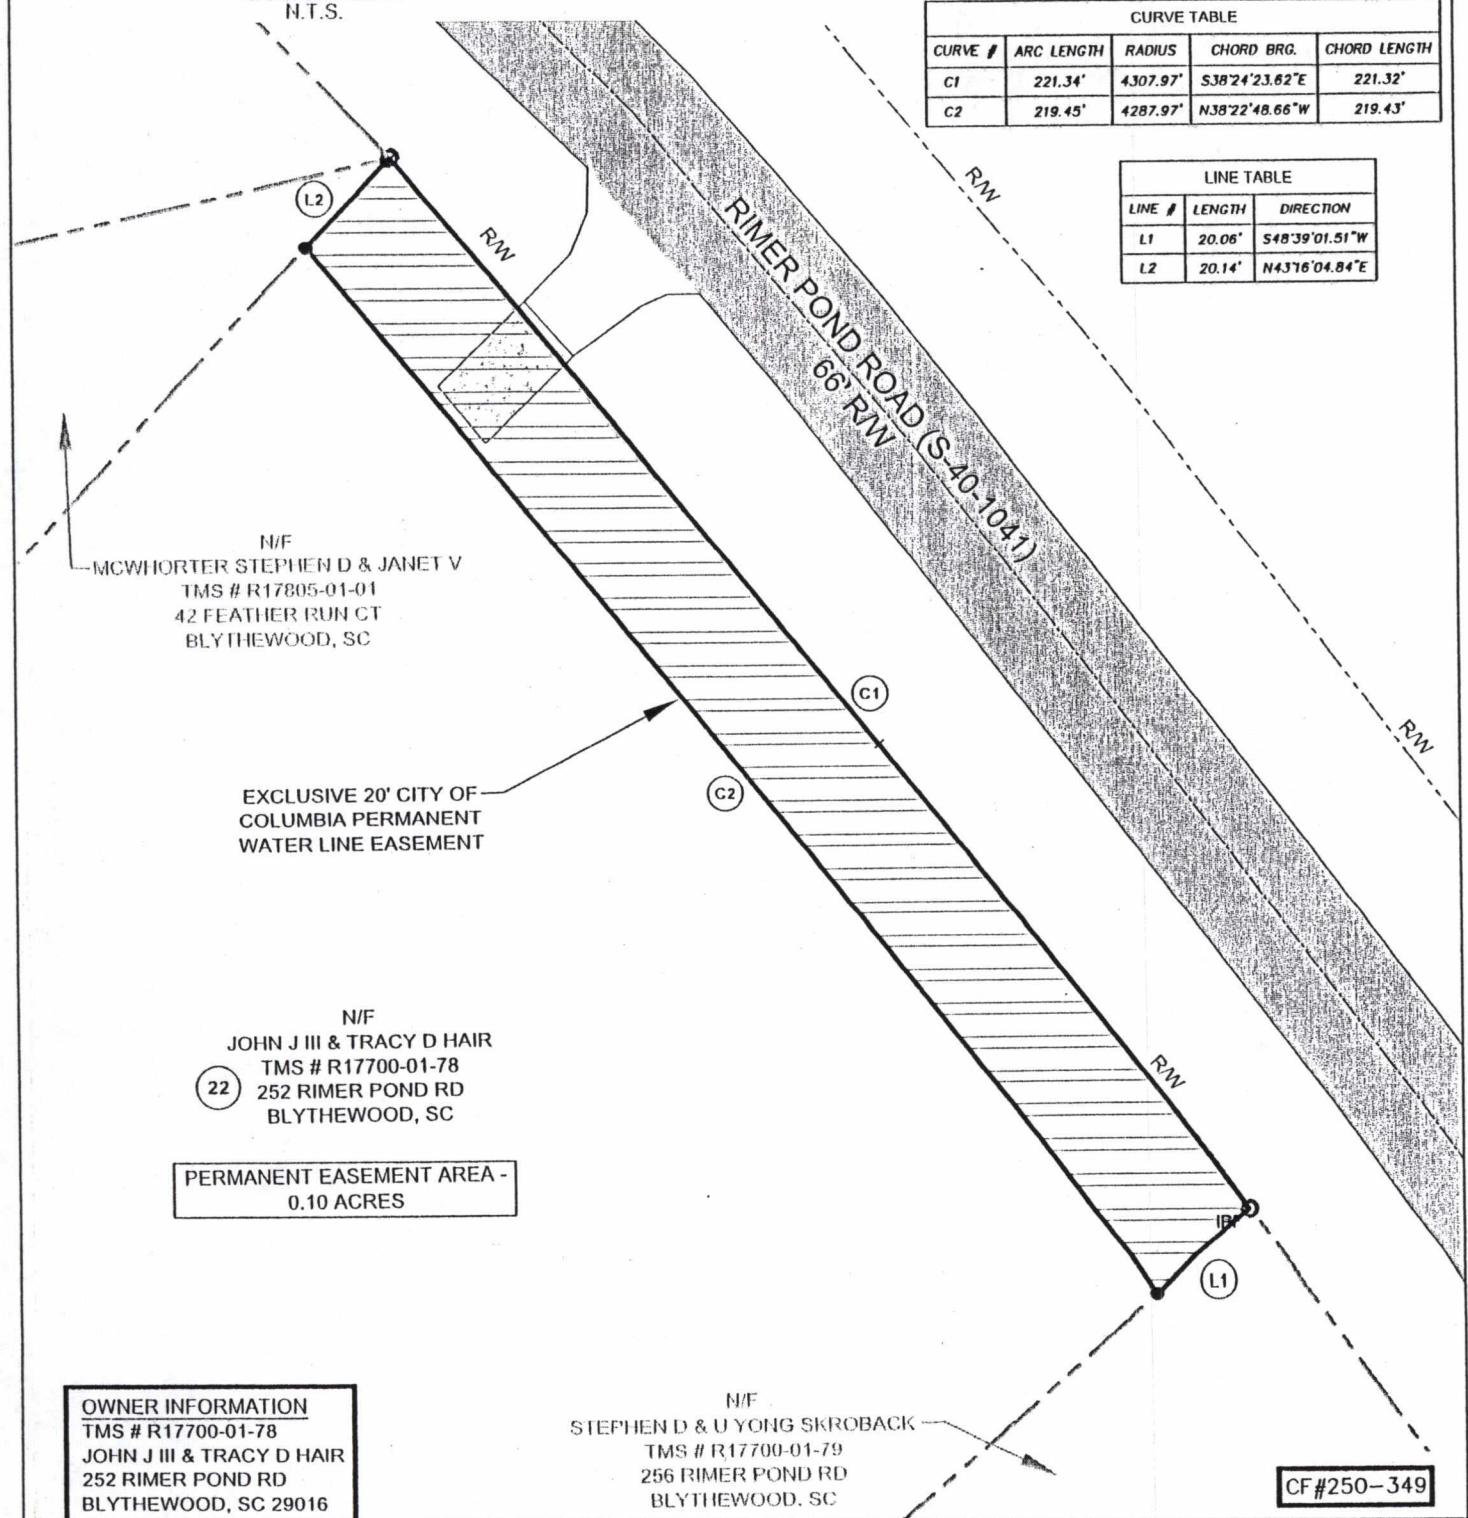 N.T.S.
CURVE TABLE
CURVE # ARC LENGTH RADIUS CHORD BRG. CHORD LENGTH
C1 221.34' 4307.97' S38°24'23.62"E 221.32'
C2 219.45' 4287.97' N38°22'48.66"W 219.43'
LINE TABLE
LINE # LENGTH DIRECTION
L1 20.06' S48°39'01.51"W
L2 20.14' N43°16'04.84"E
R/W
L2
R/W
RIMER POND ROAD (S-40-1041)
66' R/W
N/F
MCWHORTER STEPHEN D & JANET V
TMS # R17805-01-01
42 FEATHER RUN CT
BLYTHEWOOD, SC
C1
R/W
C2
EXCLUSIVE 20' CITY OF
COLUMBIA PERMANENT
WATER LINE EASEMENT
N/F
JOHN J III & TRACY D HAIR
TMS # R17700-01-78
22 252 RIMER POND RD
BLYTHEWOOD, SC
R/W
PERMANENT EASEMENT AREA -
0.10 ACRES
L1
OWNER INFORMATION
TMS # R17700-01-78
JOHN J III & TRACY D HAIR
252 RIMER POND RD
BLYTHEWOOD, SC 29016
N/F
STEPHEN D & U YONG SKROBACK
TMS # R17700-01-79
256 RIMER POND RD
BLYTHEWOOD, SC
CF#250-349